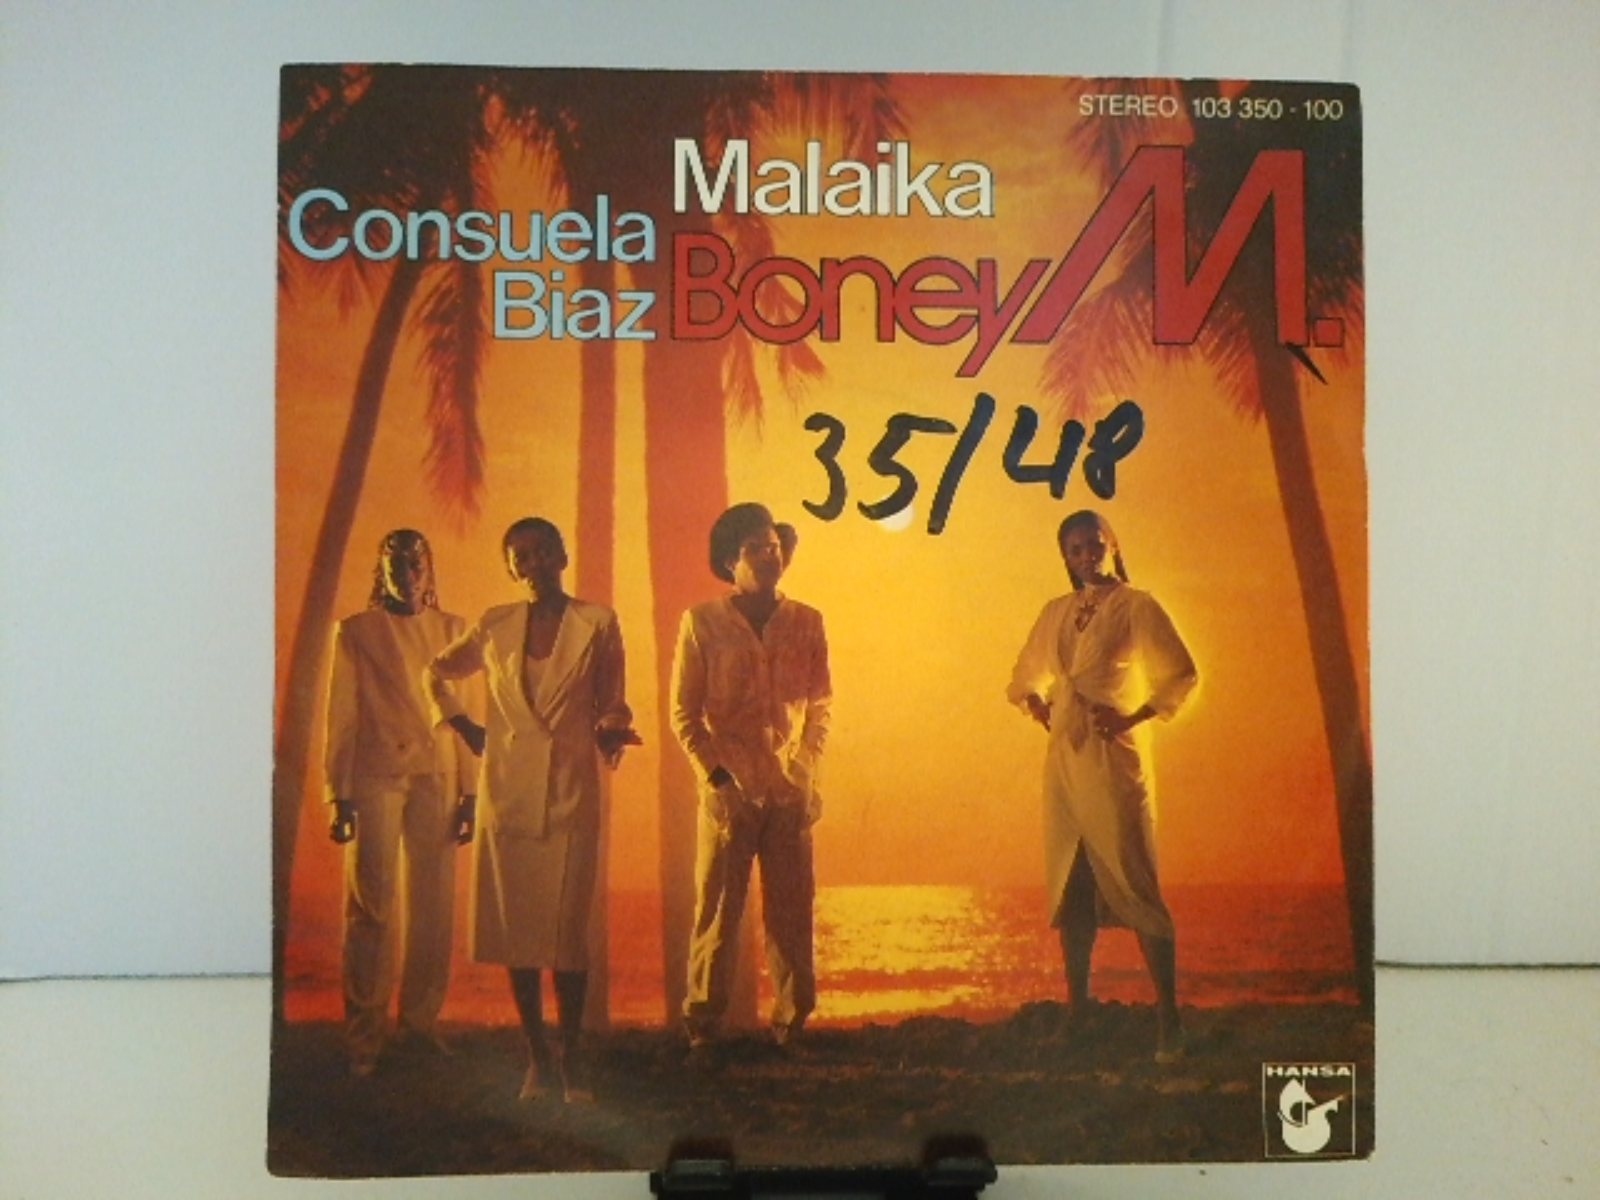 STEREO 103 350 - 100
Malaika
Consuela
Biaz
Boney M.
35/48
HANSA